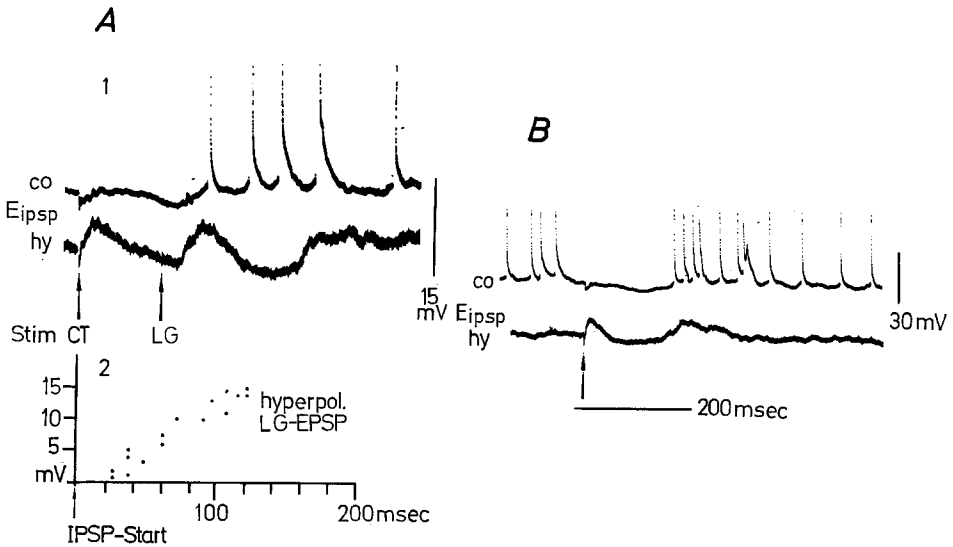 A
1
co
Eipsp
hy
15
mV
Stim CT LG
2
15
10
5
mV
hyperpol.
LG-EPSP
100
200msec
IPSP-Start
B
co
Eipsp
hy
30mV
200msec